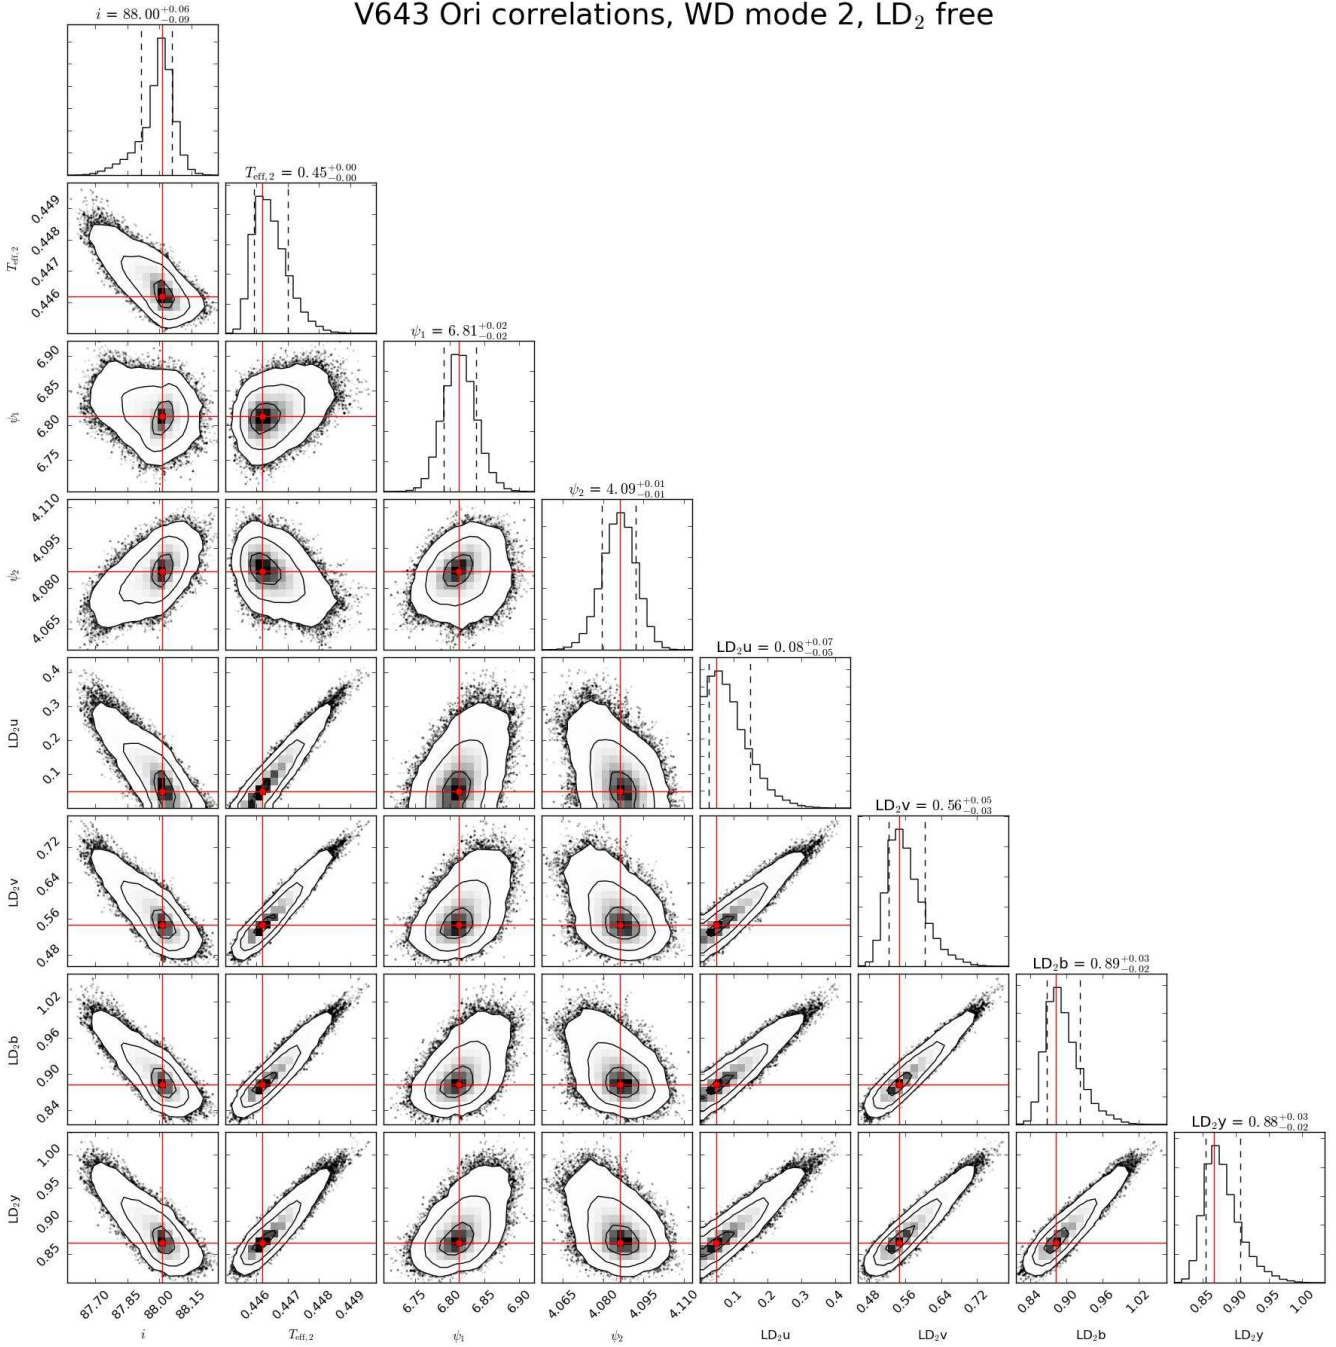 V643 Ori correlations, WD mode 2, LD₂ free
i = 88.00⁺⁰·⁰⁶₋₀.₀₉
T_eff,2 = 0.45⁺⁰·⁰⁰₋₀.₀₀
0.449
0.448
0.447
0.446
T_eff,2
ψ₁ = 6.81⁺⁰·⁰²₋₀.₀₂
6.90
6.85
6.80
6.75
ψ₁
ψ₂ = 4.09⁺⁰·⁰¹₋₀.₀₁
4.110
4.095
4.080
4.065
ψ₂
LD₂u = 0.08⁺⁰·⁰⁷₋₀.₀₅
0.4
0.2
0.1
LD₂u
LD₂v = 0.56⁺⁰·⁰⁵₋₀.₀₃
0.72
0.64
0.56
0.48
LD₂v
LD₂b = 0.89⁺⁰·⁰³₋₀.₀₂
1.02
0.96
0.90
0.84
LD₂b
LD₂y = 0.88⁺⁰·⁰³₋₀.₀₂
1.00
0.95
0.90
0.85
LD₂y
87.70 87.85 88.00 88.15 0.446 0.447 0.448 0.449 6.75 6.80 6.85 6.90 4.065 4.080 4.095 4.110 0.1 0.2 0.3 0.4 0.48 0.56 0.64 0.72 0.84 0.90 0.96 1.02 0.85 0.90 0.95 1.00
i T_eff,2 ψ₁ ψ₂ LD₂u LD₂v LD₂b LD₂y